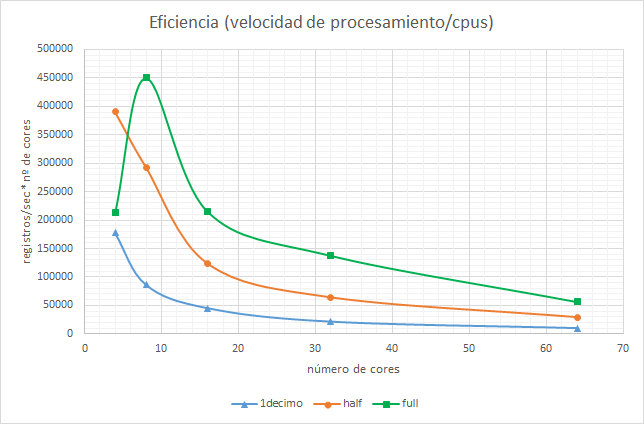 Eficiencia (velocidad de procesamiento/cpus)
500000
450000
400000
350000
300000
250000
200000
150000
100000
50000
0
registros/sec*nº de cores
0 10 20 30 40 50 60 70
número de cores
1decimo half full